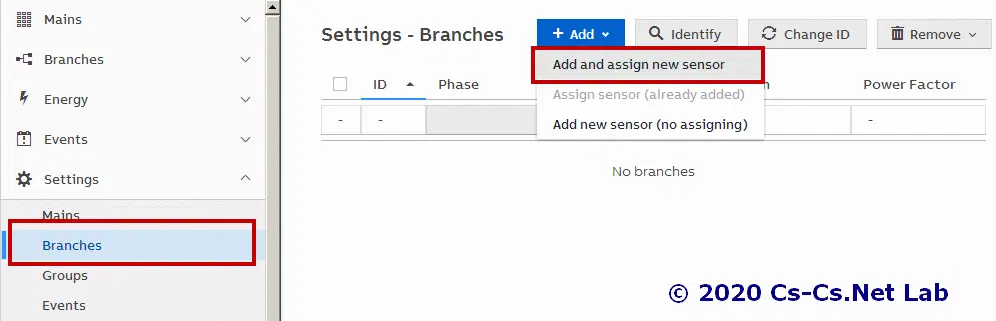 Mains
Branches
Energy
Events
Settings
Mains
Branches
Groups
Events
Settings - Branches
+ Add
Identify
Change ID
Remove
Add and assign new sensor
Assign sensor (already added)
Add new sensor (no assigning)
ID
Phase
Power Factor
-
-
-
No branches
© 2020 Cs-Cs.Net Lab